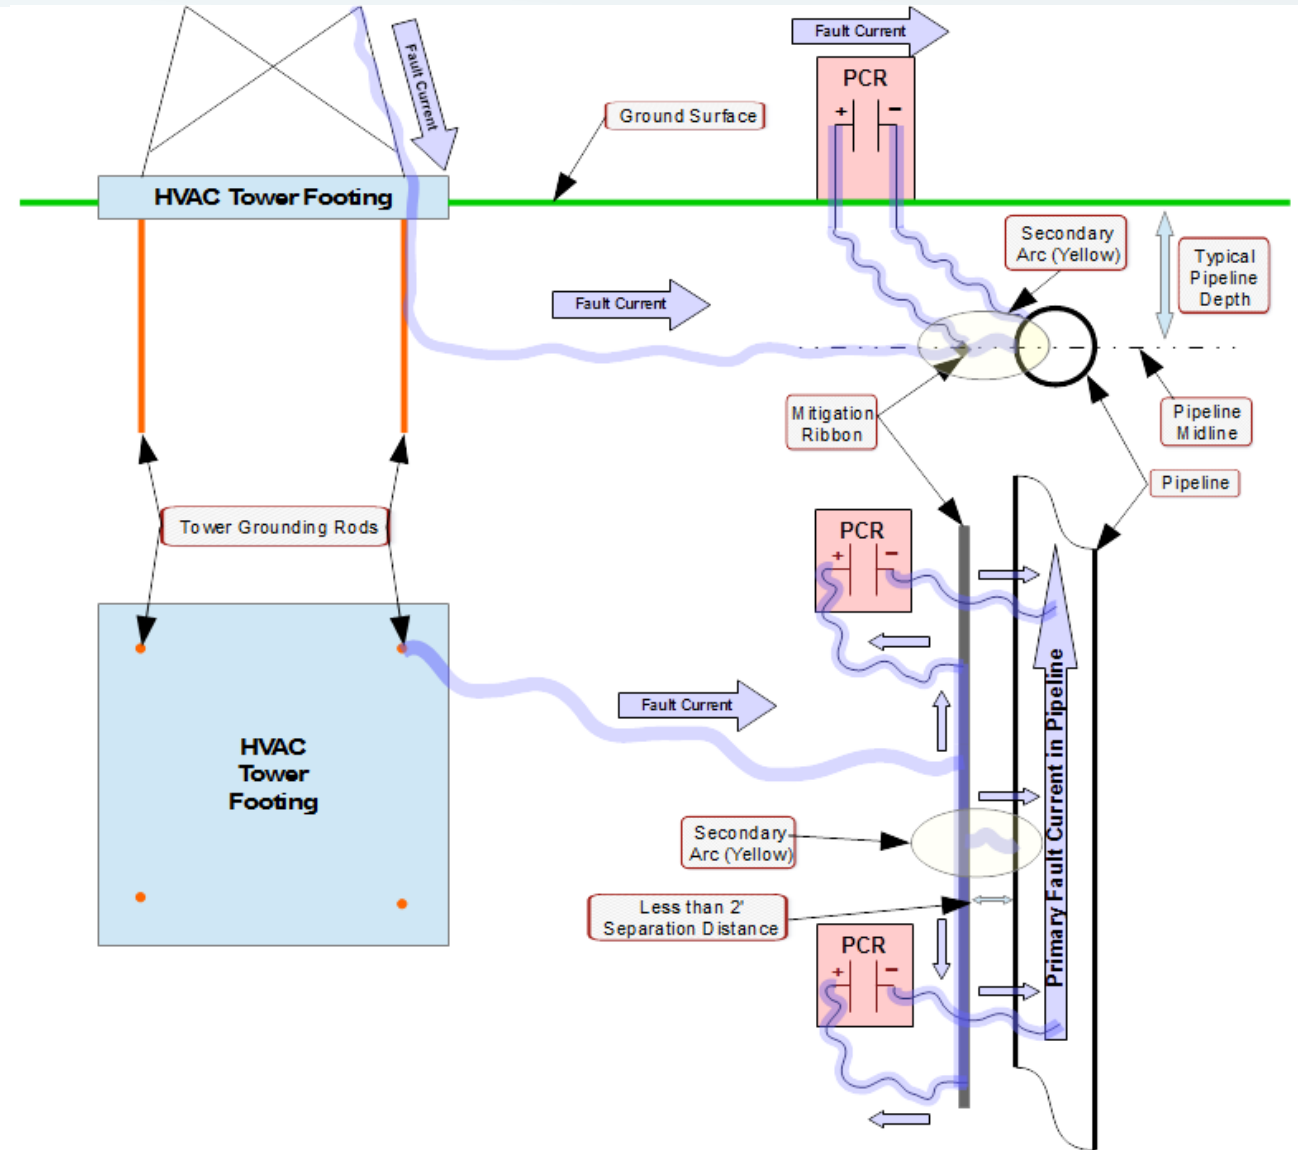 Fault Current
Fault Current
PCR
+ −
Ground Surface
HVAC Tower Footing
Secondary
Arc (Yellow)
Typical
Pipeline
Depth
Fault Current
Mitigation
Ribbon
Pipeline
Midline
Pipeline
Tower Grounding Rods
PCR
+ −
HVAC
Tower
Footing
Fault Current
Primary Fault Current in Pipeline
Secondary
Arc (Yellow)
Less than 2'
Separation Distance
PCR
+ −